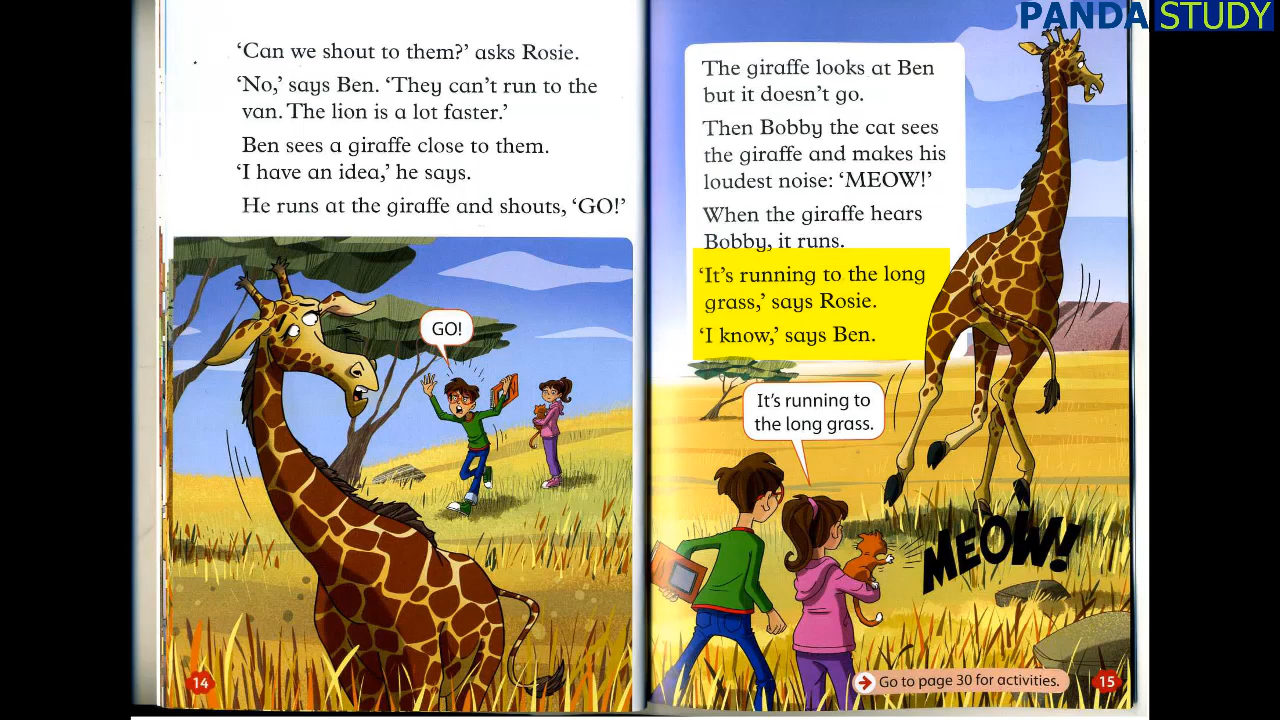 PANDA STUDY
‘Can we shout to them?’ asks Rosie.
‘No,’ says Ben. ‘They can’t run to the
van. The lion is a lot faster.’
Ben sees a giraffe close to them.
‘I have an idea,’ he says.
He runs at the giraffe and shouts, ‘GO!’
GO!
14
The giraffe looks at Ben
but it doesn’t go.
Then Bobby the cat sees
the giraffe and makes his
loudest noise: ‘MEOW!’
When the giraffe hears
Bobby, it runs.
‘It’s running to the long
grass,’ says Rosie.
‘I know,’ says Ben.
It’s running to
the long grass.
MEOW!
Go to page 30 for activities.
15